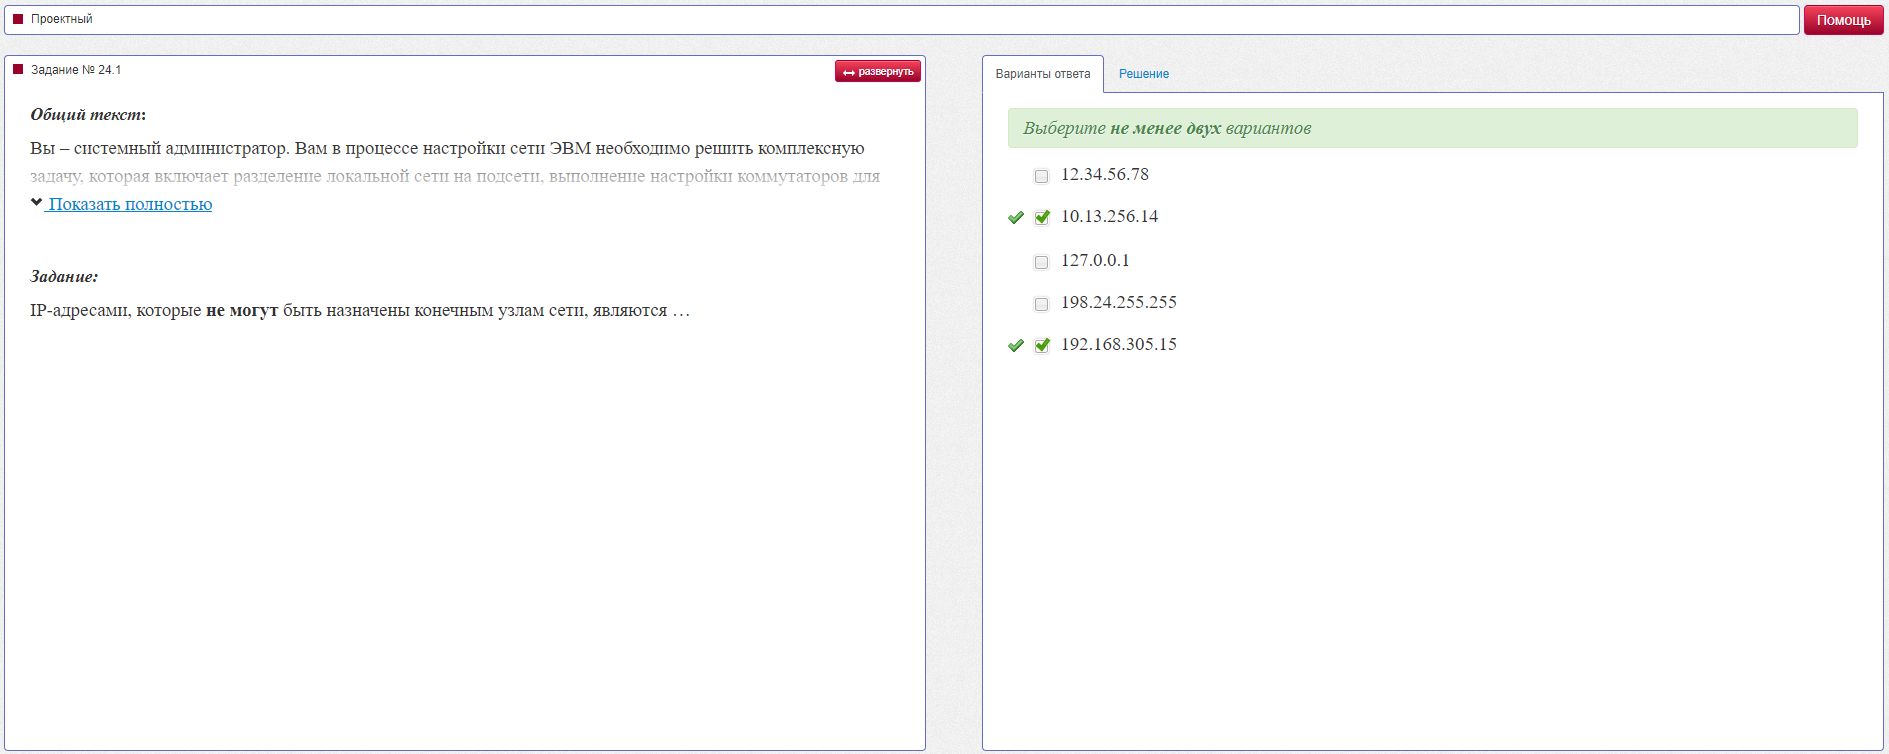 Проектный
Помощь
Задание № 24.1
развернуть
Общий текст:
Вы – системный администратор. Вам в процессе настройки сети ЭВМ необходимо решить комплексную
задачу, которая включает разделение локальной сети на подсети, выполнение настройки коммутаторов для
Показать полностью
Задание:
IP-адресами, которые не могут быть назначены конечным узлам сети, являются …
Варианты ответа
Решение
Выберите не менее двух вариантов
12.34.56.78
10.13.256.14
127.0.0.1
198.24.255.255
192.168.305.15